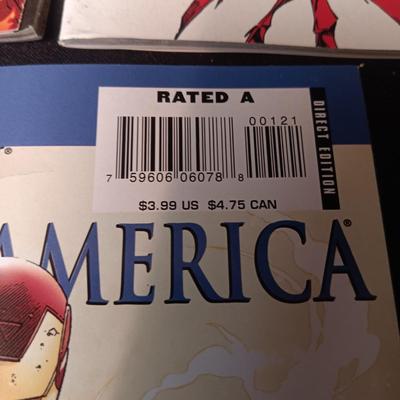 RATED A
DIRECT EDITION
00121
7 59606 06078 8
$3.99 US $4.75 CAN
®
AMERICA®